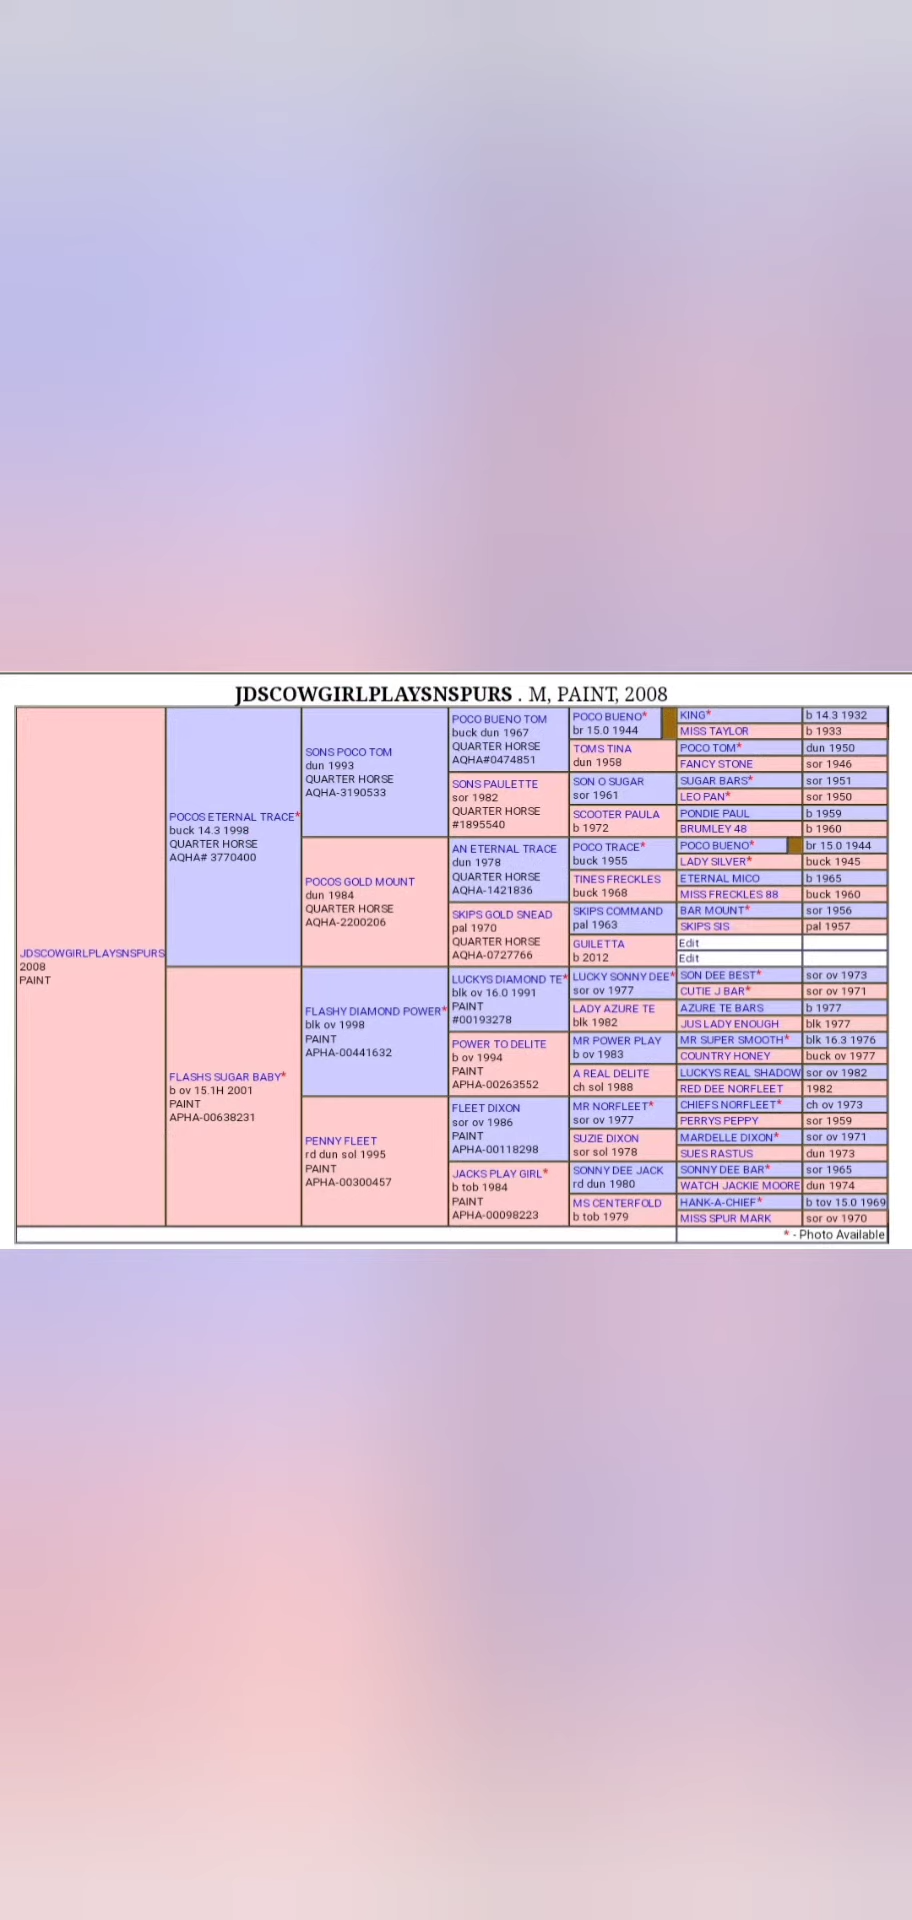 JDSCOWGIRLPLAYSNSPURS . M, PAINT, 2008
JDSCOWGIRLPLAYSNSPURS
2008
PAINT
POCOS ETERNAL TRACE*
buck 14.3 1998
QUARTER HORSE
AQHA# 3770400
FLASHS SUGAR BABY*
b ov 15.1H 2001
PAINT
APHA-00638231
SONS POCO TOM
dun 1993
QUARTER HORSE
AQHA-3190533
POCOS GOLD MOUNT
dun 1984
QUARTER HORSE
AQHA-2200206
FLASHY DIAMOND POWER*
blk ov 1998
PAINT
APHA-00441632
PENNY FLEET
rd dun sol 1995
PAINT
APHA-00300457
POCO BUENO TOM
buck dun 1967
QUARTER HORSE
AQHA#0474851
SONS PAULETTE
sor 1982
QUARTER HORSE
#1895540
AN ETERNAL TRACE
dun 1978
QUARTER HORSE
AQHA-1421836
SKIPS GOLD SNEAD
pal 1970
QUARTER HORSE
AQHA-0727766
LUCKYS DIAMOND TE*
blk ov 16.0 1991
PAINT
#00193278
POWER TO DELITE
b ov 1994
PAINT
APHA-00263552
FLEET DIXON
sor ov 1986
PAINT
APHA-00118298
JACKS PLAY GIRL*
b tob 1984
PAINT
APHA-00098223
POCO BUENO*
br 15.0 1944
TOMS TINA
dun 1958
SON O SUGAR
sor 1961
SCOOTER PAULA
b 1972
POCO TRACE*
buck 1955
TINES FRECKLES
buck 1968
SKIPS COMMAND
pal 1963
GUILETTA
b 2012
LUCKY SONNY DEE*
sor ov 1977
LADY AZURE TE
blk 1982
MR POWER PLAY
b ov 1983
A REAL DELITE
ch sol 1988
MR NORFLEET*
sor ov 1977
SUZIE DIXON
sor sol 1978
SONNY DEE JACK
rd dun 1980
MS CENTERFOLD
b tob 1979
KING* b 14.3 1932
MISS TAYLOR b 1933
POCO TOM* dun 1950
FANCY STONE sor 1946
SUGAR BARS* sor 1951
LEO PAN* sor 1950
PONDIE PAUL b 1959
BRUMLEY 48 b 1960
POCO BUENO* br 15.0 1944
LADY SILVER* buck 1945
ETERNAL MICO b 1965
MISS FRECKLES 88 buck 1960
BAR MOUNT* sor 1956
SKIPS SIS pal 1957
Edit
Edit
SON DEE BEST* sor ov 1973
CUTIE J BAR* sor ov 1971
AZURE TE BARS b 1977
JUS LADY ENOUGH blk 1977
MR SUPER SMOOTH* blk 16.3 1976
COUNTRY HONEY buck ov 1977
LUCKYS REAL SHADOW sor ov 1982
RED DEE NORFLEET 1982
CHIEFS NORFLEET* ch ov 1973
PERRYS PEPPY sor 1959
MARDELLE DIXON* sor ov 1971
SUES RASTUS dun 1973
SONNY DEE BAR* sor 1965
WATCH JACKIE MOORE dun 1974
HANK-A-CHIEF* b tov 15.0 1969
MISS SPUR MARK sor ov 1970
* - Photo Available